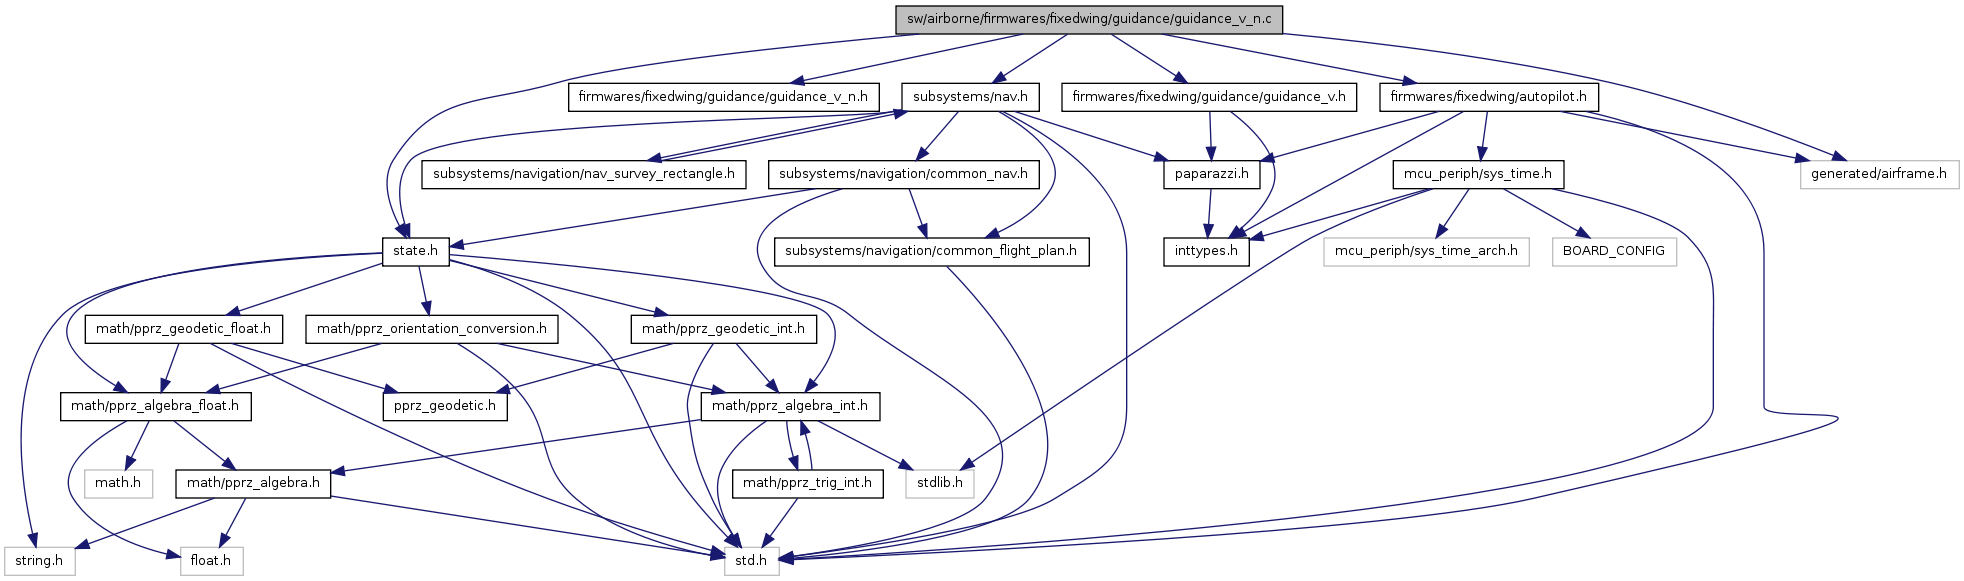 sw/airborne/firmwares/fixedwing/guidance/guidance_v_n.c
firmwares/fixedwing/guidance/guidance_v_n.h
subsystems/nav.h
firmwares/fixedwing/guidance/guidance_v.h
firmwares/fixedwing/autopilot.h
subsystems/navigation/nav_survey_rectangle.h
subsystems/navigation/common_nav.h
paparazzi.h
mcu_periph/sys_time.h
generated/airframe.h
state.h
subsystems/navigation/common_flight_plan.h
inttypes.h
mcu_periph/sys_time_arch.h
BOARD_CONFIG
math/pprz_geodetic_float.h
math/pprz_orientation_conversion.h
math/pprz_geodetic_int.h
math/pprz_algebra_float.h
pprz_geodetic.h
math/pprz_algebra_int.h
math.h
math/pprz_algebra.h
math/pprz_trig_int.h
stdlib.h
string.h
float.h
std.h